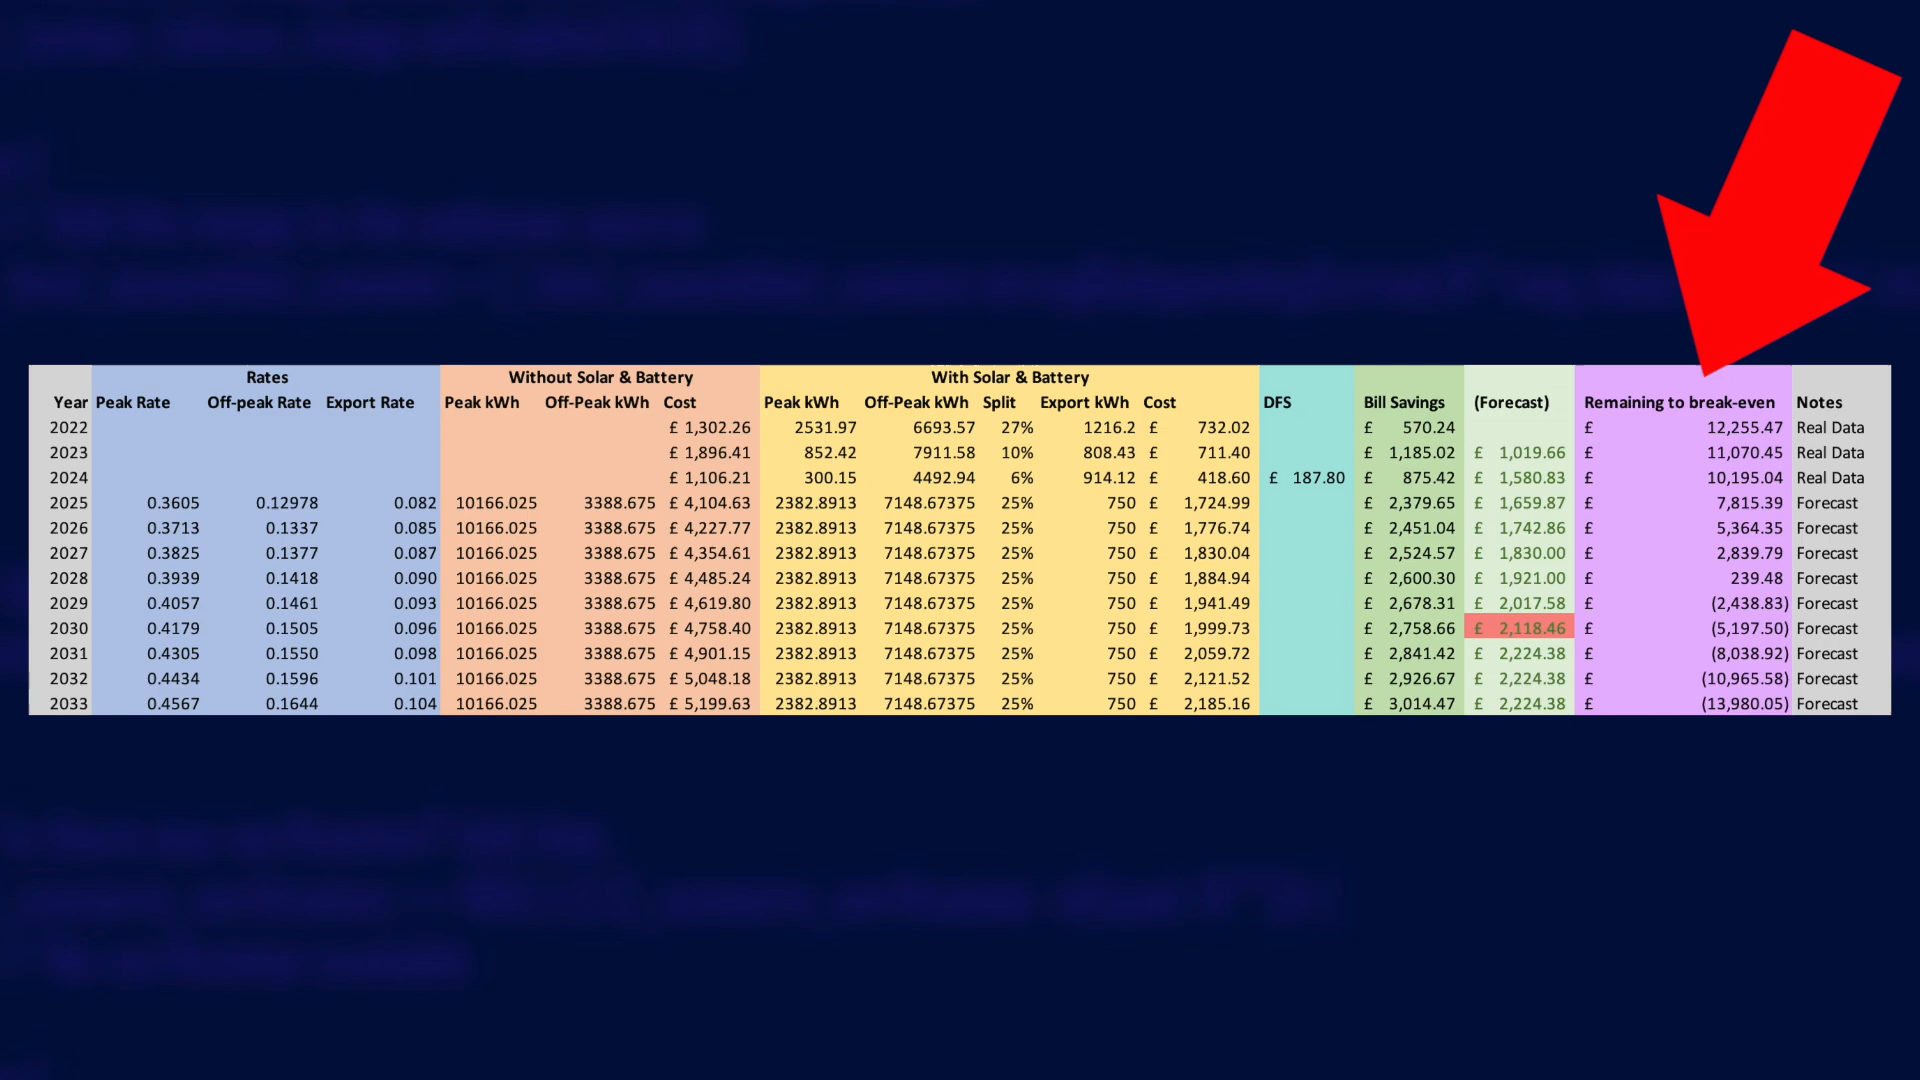 Rates Without Solar & Battery With Solar & Battery
Year Peak Rate Off-peak Rate Export Rate Peak kWh Off-Peak kWh Cost Peak kWh Off-Peak kWh Split Export kWh Cost DFS Bill Savings (Forecast) Remaining to break-even Notes
2022 £ 1,302.26 2531.97 6693.57 27% 1216.2 £ 732.02 £ 570.24 £ 12,255.47 Real Data
2023 £ 1,896.41 852.42 7911.58 10% 808.43 £ 711.40 £ 1,185.02 £ 1,019.66 £ 11,070.45 Real Data
2024 £ 1,106.21 300.15 4492.94 6% 914.12 £ 418.60 £ 187.80 £ 875.42 £ 1,580.83 £ 10,195.04 Real Data
2025 0.3605 0.12978 0.082 10166.025 3388.675 £ 4,104.63 2382.8913 7148.67375 25% 750 £ 1,724.99 £ 2,379.65 £ 1,659.87 £ 7,815.39 Forecast
2026 0.3713 0.1337 0.085 10166.025 3388.675 £ 4,227.77 2382.8913 7148.67375 25% 750 £ 1,776.74 £ 2,451.04 £ 1,742.86 £ 5,364.35 Forecast
2027 0.3825 0.1377 0.087 10166.025 3388.675 £ 4,354.61 2382.8913 7148.67375 25% 750 £ 1,830.04 £ 2,524.57 £ 1,830.00 £ 2,839.79 Forecast
2028 0.3939 0.1418 0.090 10166.025 3388.675 £ 4,485.24 2382.8913 7148.67375 25% 750 £ 1,884.94 £ 2,600.30 £ 1,921.00 £ 239.48 Forecast
2029 0.4057 0.1461 0.093 10166.025 3388.675 £ 4,619.80 2382.8913 7148.67375 25% 750 £ 1,941.49 £ 2,678.31 £ 2,017.58 £ (2,438.83) Forecast
2030 0.4179 0.1505 0.096 10166.025 3388.675 £ 4,758.40 2382.8913 7148.67375 25% 750 £ 1,999.73 £ 2,758.66 £ 2,118.46 £ (5,197.50) Forecast
2031 0.4305 0.1550 0.098 10166.025 3388.675 £ 4,901.15 2382.8913 7148.67375 25% 750 £ 2,059.72 £ 2,841.42 £ 2,224.38 £ (8,038.92) Forecast
2032 0.4434 0.1596 0.101 10166.025 3388.675 £ 5,048.18 2382.8913 7148.67375 25% 750 £ 2,121.52 £ 2,926.67 £ 2,224.38 £ (10,965.58) Forecast
2033 0.4567 0.1644 0.104 10166.025 3388.675 £ 5,199.63 2382.8913 7148.67375 25% 750 £ 2,185.16 £ 3,014.47 £ 2,224.38 £ (13,980.05) Forecast